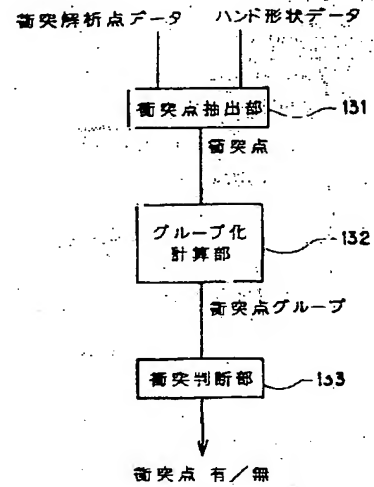 衝突解析点データ ハンド形状データ
衝突点抽出部 131
衝突点
グループ化
計算部 132
衝突点グループ
衝突判断部 133
衝突点 有/無